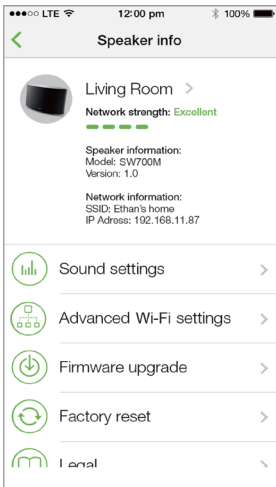 LTE 12:00 pm 100%
Speaker info
Living Room
Network strength: Excellent
Speaker information:
Model: SW700M
Version: 1.0
Network information:
SSID: Ethan's home
IP Adress: 192.168.11.87
Sound settings
Advanced Wi-Fi settings
Firmware upgrade
Factory reset
Legal